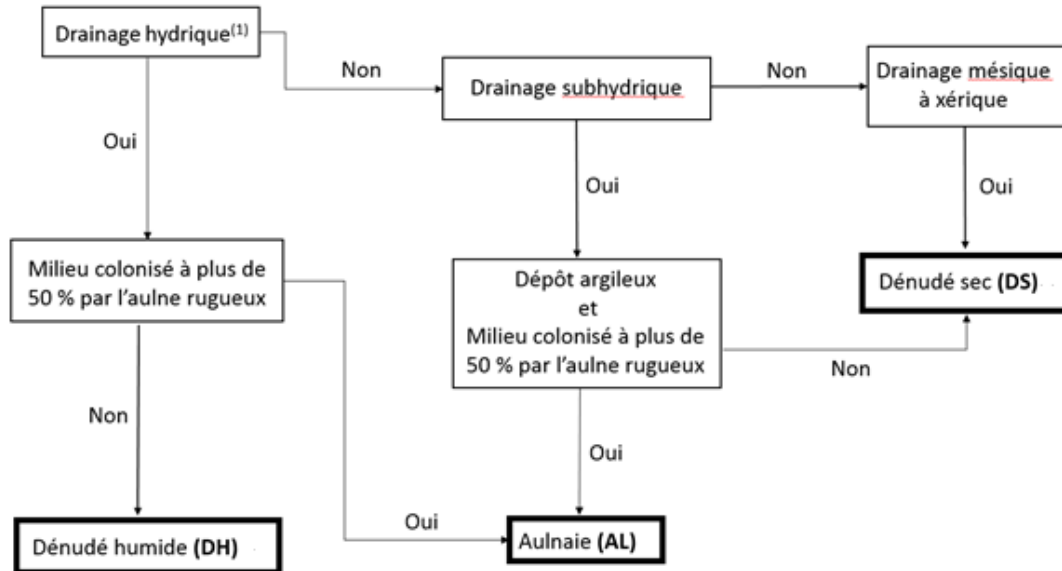 Drainage hydrique(1)
Non
Drainage subhydrique
Non
Drainage mésique
à xérique
Oui
Oui
Oui
Milieu colonisé à plus de
50 % par l'aulne rugueux
Dépôt argileux
et
Milieu colonisé à plus de
50 % par l'aulne rugueux
Dénudé sec (DS)
Non
Non
Oui
Oui
Dénudé humide (DH)
Aulnaie (AL)